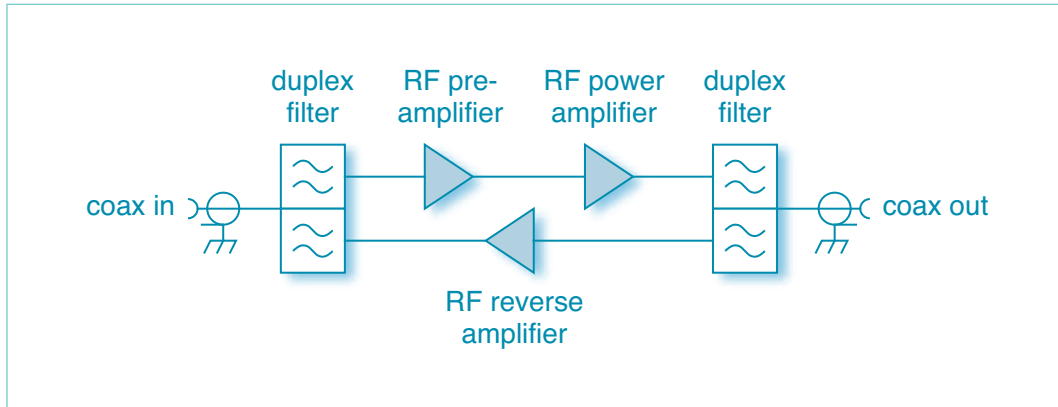 duplex
filter
RF pre-
amplifier
RF power
amplifier
duplex
filter
coax in
coax out
RF reverse
amplifier